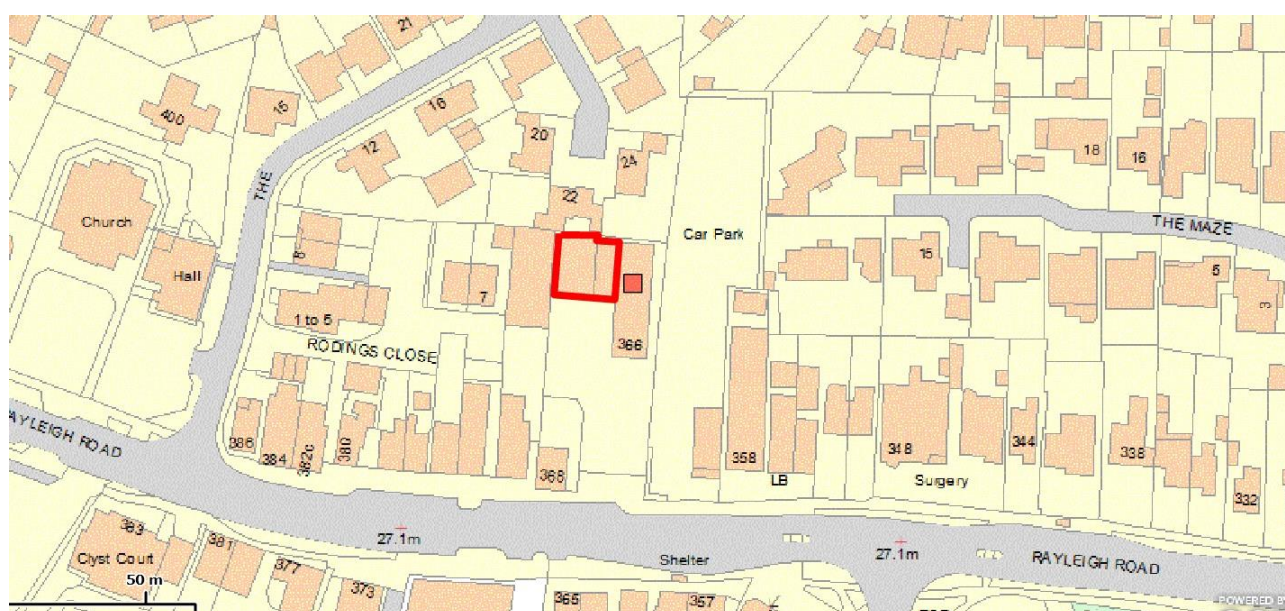 21
400
15
16
20
24
18
16
12
22
THE
Church
Hall
8
7
Car Park
15
5
3
THE MAZE
1 to 5
RODINGS CLOSE
366
386
384
382c
380
368
358
LB
348
344
338
332
Surgery
RAYLEIGH ROAD
383
381
377
373
Clyst Court
27.1m
Shelter
27.1m
RAYLEIGH ROAD
365
357
50 m
POWERED B